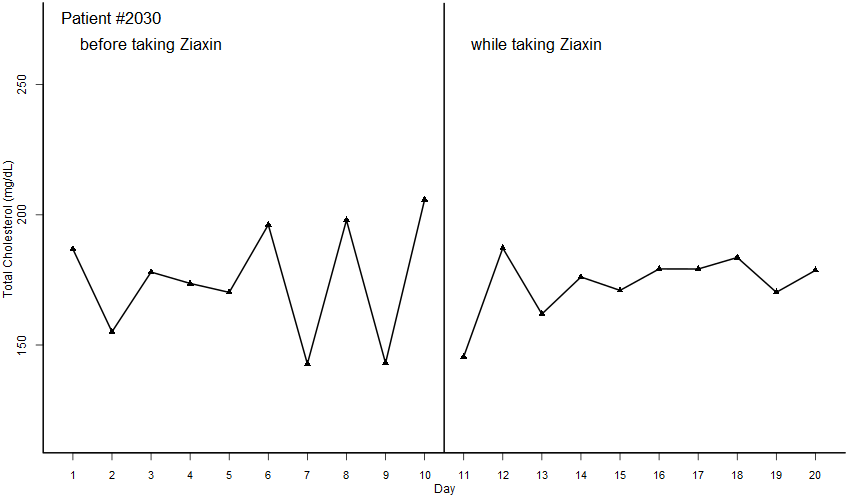 Patient #2030
before taking Ziaxin
while taking Ziaxin
Total Cholesterol (mg/dL)
250
200
150
1 2 3 4 5 6 7 8 9 10 11 12 13 14 15 16 17 18 19 20
Day